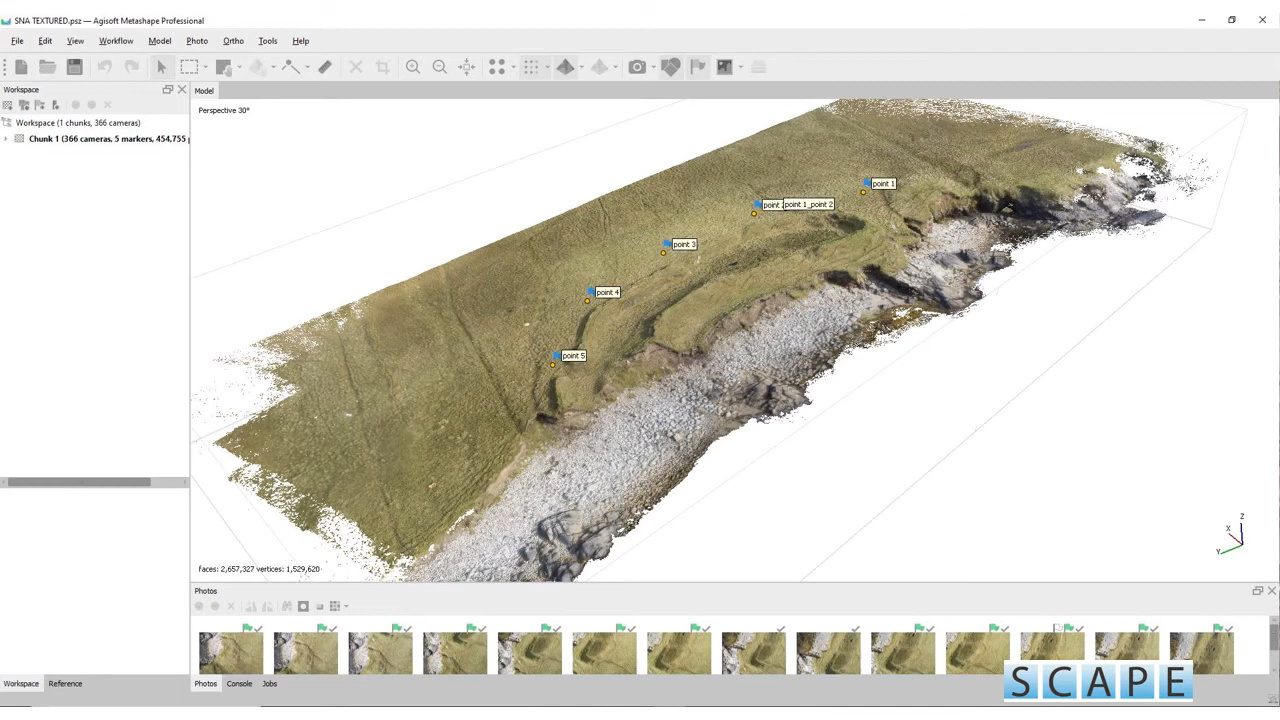 SNA TEXTURED.psz — Agisoft Metashape Professional
File Edit View Workflow Model Photo Ortho Tools Help
Workspace
Model
Perspective 30°
Workspace (1 chunks, 366 cameras)
Chunk 1 (366 cameras, 5 markers, 454,755
point 1
point 1_point 2
point 3
point 4
point 5
faces: 2,657,327 vertices: 1,529,620
Z
X
Y
Photos
Workspace Reference
Photos Console Jobs
SCAPE